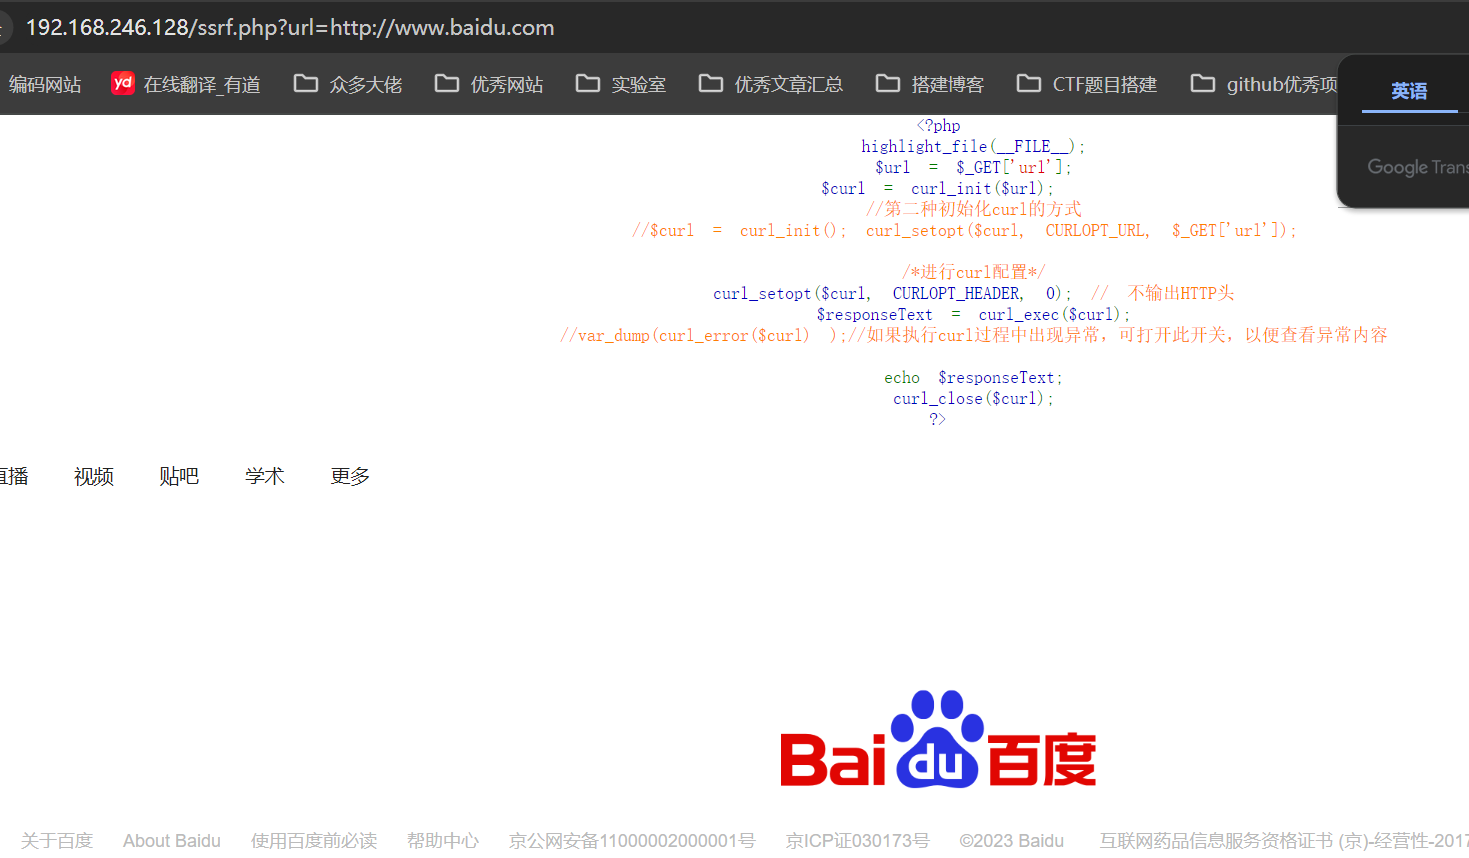 192.168.246.128/ssrf.php?url=http://www.baidu.com
编码网站 yd 在线翻译_有道 众多大佬 优秀网站 实验室 优秀文章汇总 搭建博客 CTF题目搭建 github优秀项
英语
Google Trans
<?php
highlight_file(__FILE__);
$url = $_GET['url'];
$curl = curl_init($url);
//第二种初始化curl的方式
//$curl = curl_init(); curl_setopt($curl, CURLOPT_URL, $_GET['url']);
/*进行curl配置*/
curl_setopt($curl, CURLOPT_HEADER, 0); // 不输出HTTP头
$responseText = curl_exec($curl);
//var_dump(curl_error($curl) );//如果执行curl过程中出现异常，可打开此开关，以便查看异常内容
echo $responseText;
curl_close($curl);
?>
直播 视频 贴吧 学术 更多
Bai du 百度
关于百度 About Baidu 使用百度前必读 帮助中心 京公网安备11000002000001号 京ICP证030173号 ©2023 Baidu 互联网药品信息服务资格证书 (京)-经营性-2017